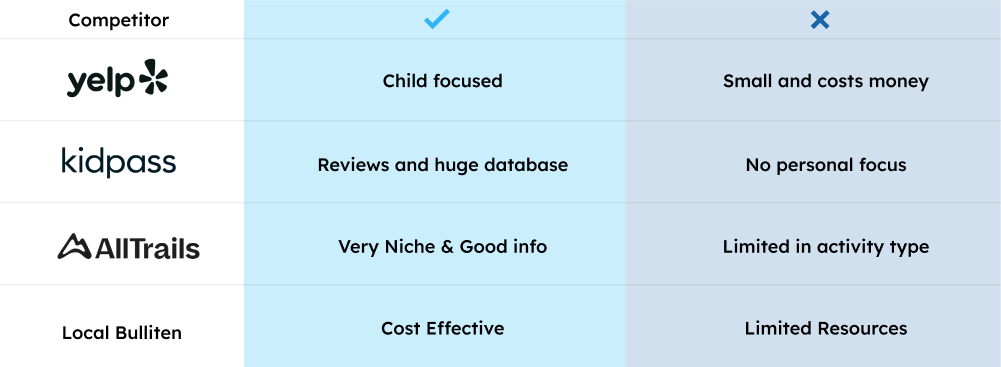 Competitor
yelp
Child focused
Small and costs money
kidpass
Reviews and huge database
No personal focus
AllTrails
Very Niche & Good info
Limited in activity type
Local Bulliten
Cost Effective
Limited Resources